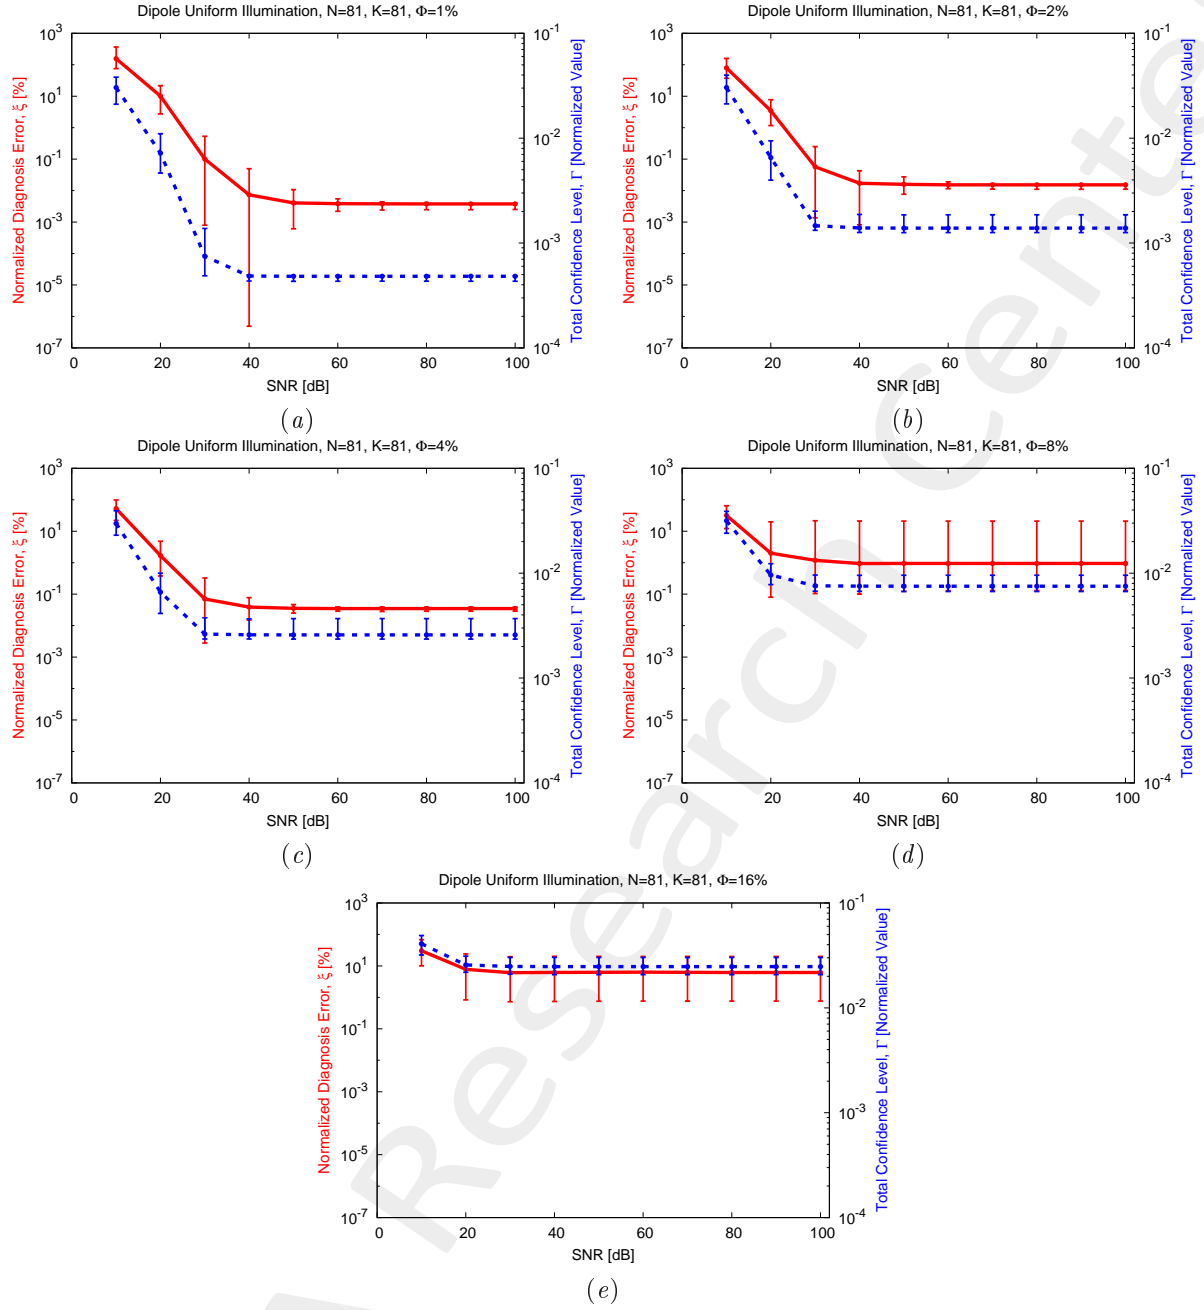 Dipole Uniform Illumination, N=81, K=81, Φ=1%
Normalized Diagnosis Error, ξ [%]
10^3
10^1
10^-1
10^-3
10^-5
10^-7
0 20 40 60 80 100
SNR [dB]
10^-1
10^-2
10^-3
10^-4
Total Confidence Level, Γ [Normalized Value]
(a)
Dipole Uniform Illumination, N=81, K=81, Φ=2%
Normalized Diagnosis Error, ξ [%]
10^3
10^1
10^-1
10^-3
10^-5
10^-7
0 20 40 60 80 100
SNR [dB]
10^-1
10^-2
10^-3
10^-4
Total Confidence Level, Γ [Normalized Value]
(b)
Dipole Uniform Illumination, N=81, K=81, Φ=4%
Normalized Diagnosis Error, ξ [%]
10^3
10^1
10^-1
10^-3
10^-5
10^-7
0 20 40 60 80 100
SNR [dB]
10^-1
10^-2
10^-3
10^-4
Total Confidence Level, Γ [Normalized Value]
(c)
Dipole Uniform Illumination, N=81, K=81, Φ=8%
Normalized Diagnosis Error, ξ [%]
10^3
10^1
10^-1
10^-3
10^-5
10^-7
0 20 40 60 80 100
SNR [dB]
10^-1
10^-2
10^-3
10^-4
Total Confidence Level, Γ [Normalized Value]
(d)
Dipole Uniform Illumination, N=81, K=81, Φ=16%
Normalized Diagnosis Error, ξ [%]
10^3
10^1
10^-1
10^-3
10^-5
10^-7
0 20 40 60 80 100
SNR [dB]
10^-1
10^-2
10^-3
10^-4
Total Confidence Level, Γ [Normalized Value]
(e)
Research Cente